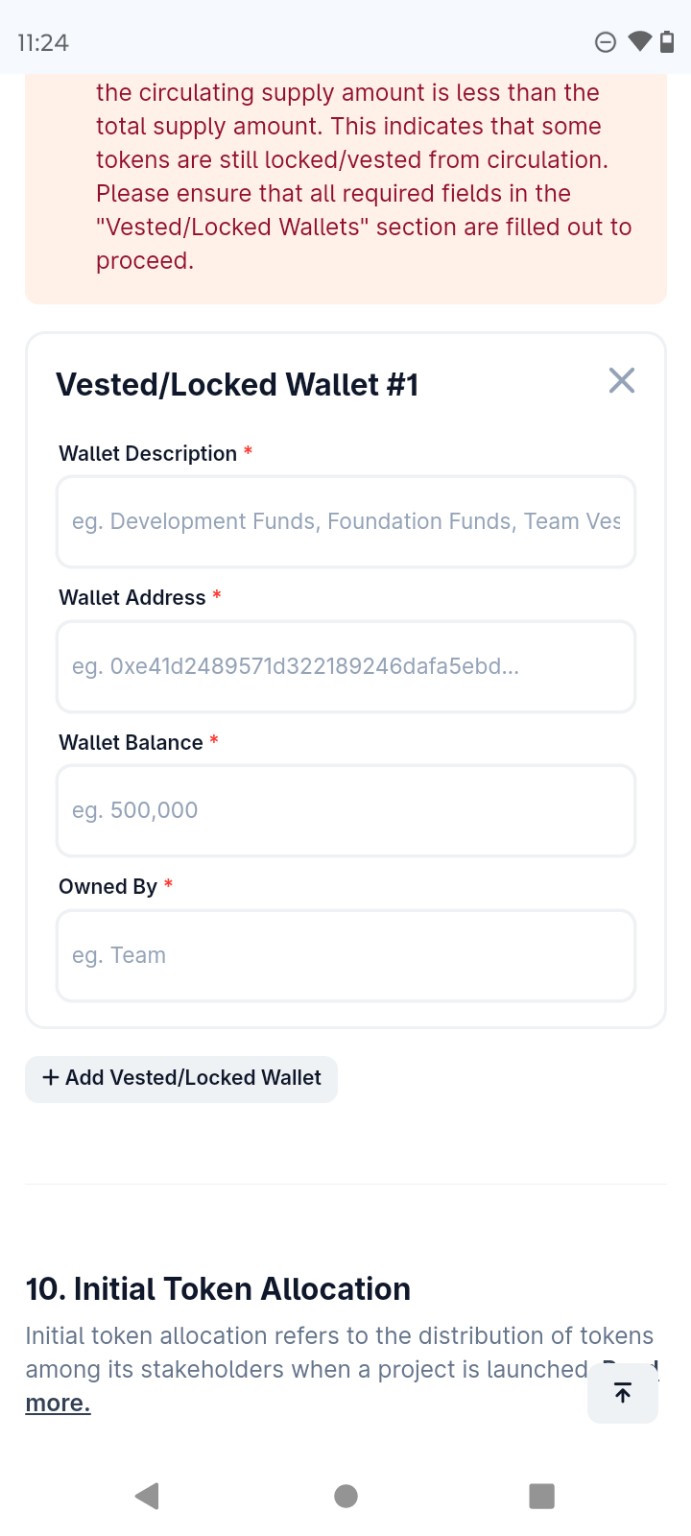 11:24
the circulating supply amount is less than the
total supply amount. This indicates that some
tokens are still locked/vested from circulation.
Please ensure that all required fields in the
"Vested/Locked Wallets" section are filled out to
proceed.
Vested/Locked Wallet #1
Wallet Description *
eg. Development Funds, Foundation Funds, Team Ves
Wallet Address *
eg. 0xe41d2489571d322189246dafa5ebd...
Wallet Balance *
eg. 500,000
Owned By *
eg. Team
+ Add Vested/Locked Wallet
10. Initial Token Allocation
Initial token allocation refers to the distribution of tokens
among its stakeholders when a project is launched.
more.